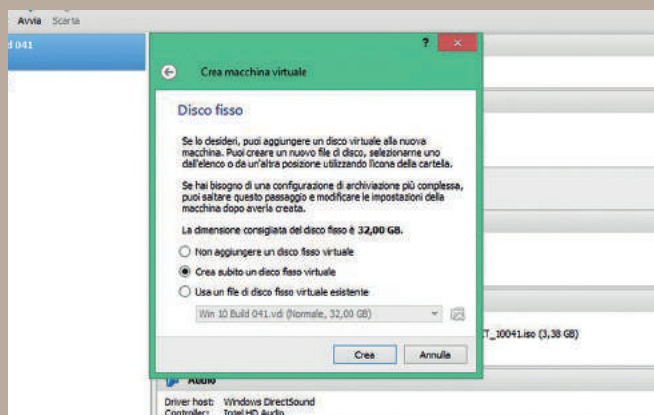 Avvia Scarta
d 041
?
Crea macchina virtuale
Disco fisso
Se lo desideri, puoi aggiungere un disco virtuale alla nuova
macchina. Puoi creare un nuovo file di disco, selezionarne uno
dall'elenco o da un'altra posizione utilizzando l'icona della cartella.
Se hai bisogno di una configurazione di archiviazione più complessa,
puoi saltare questo passaggio e modificare le impostazioni della
macchina dopo averla creata.
La dimensione consigliata del disco fisso è 32,00 GB.
Non aggiungere un disco fisso virtuale
Crea subito un disco fisso virtuale
Usa un file di disco fisso virtuale esistente
Win 10 Build 041.vdi (Normale, 32,00 GB)
T_10041.iso (3,38 GB)
Crea Annulla
Audio
Driver host: Windows DirectSound
Controller: Intel HD Audio